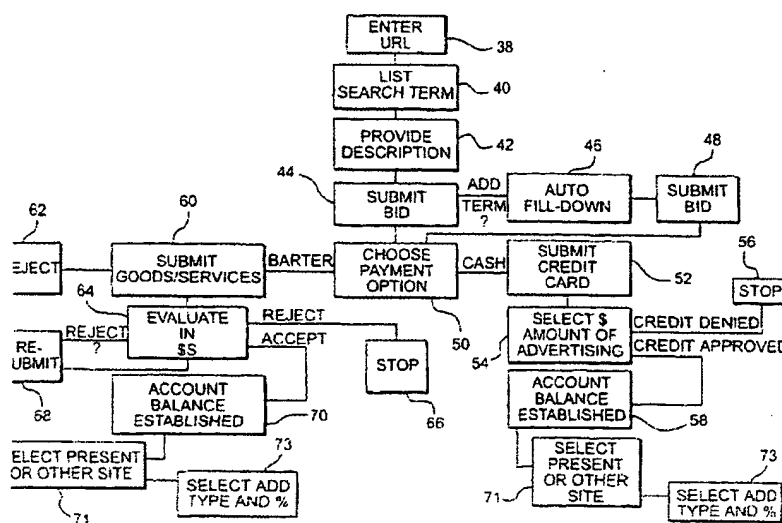 ENTER
URL
38
LIST
SEARCH TERM
40
PROVIDE
DESCRIPTION
42
44
SUBMIT
BID
ADD
TERM
?
46
AUTO
FILL-DOWN
48
SUBMIT
BID
62
EJECT
60
SUBMIT
GOODS/SERVICES
BARTER
CHOOSE
PAYMENT
OPTION
50
CASH
SUBMIT
CREDIT
CARD
52
56
STOP
64
EVALUATE
IN
$S
REJECT
ACCEPT
REJECT
?
RE-
SUBMIT
68
STOP
66
54
SELECT $
AMOUNT OF
ADVERTISING
CREDIT DENIED
CREDIT APPROVED
ACCOUNT
BALANCE
ESTABLISHED
70
ACCOUNT
BALANCE
ESTABLISHED
58
ELECT PRESENT
OR OTHER SITE
71
73
SELECT ADD
TYPE AND %
SELECT
PRESENT
OR OTHER
SITE
71
73
SELECT ADD
TYPE AND %